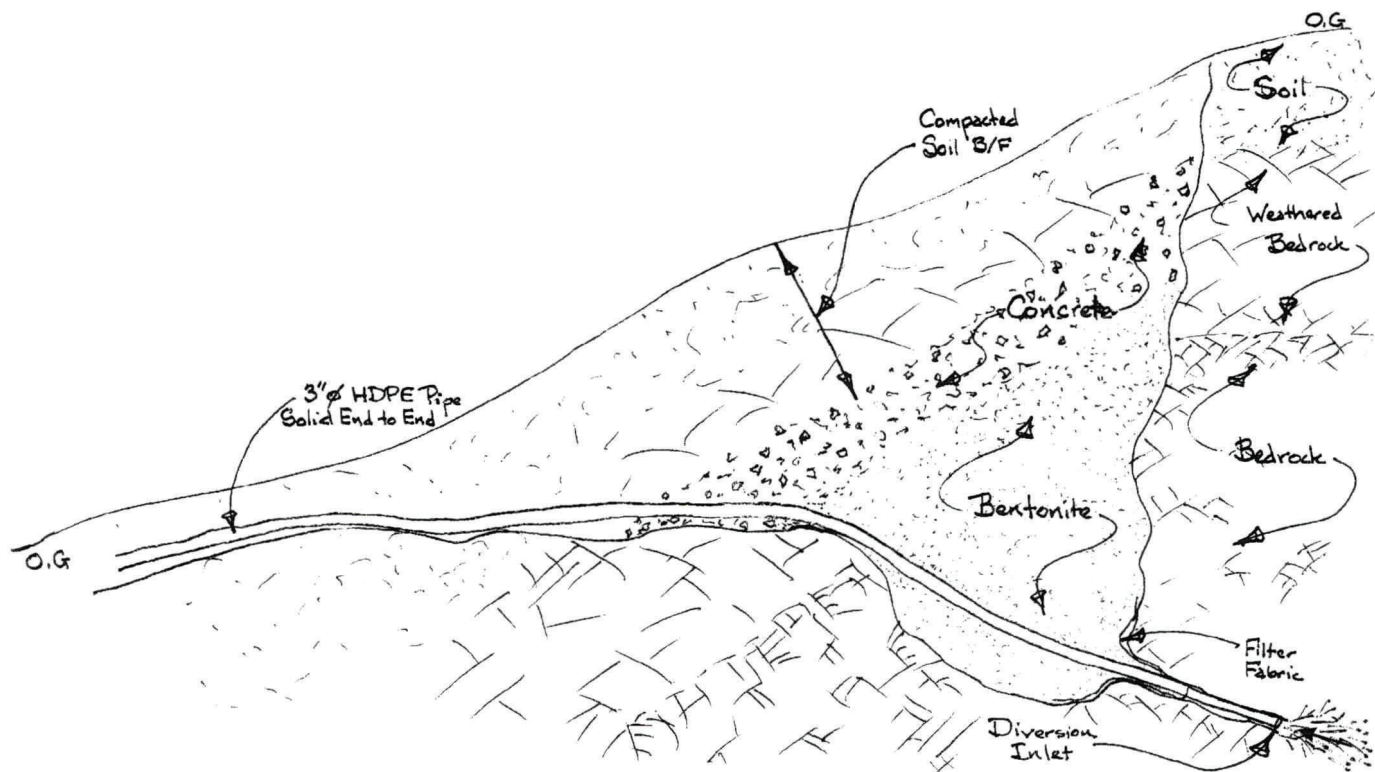 O.G
Soil
Compacted
Soil B/F
Weathered
Bedrock
Concrete
3"ø HDPE Pipe
Solid End to End
Bedrock
Bentonite
O.G
Filter
Fabric
Diversion
Inlet